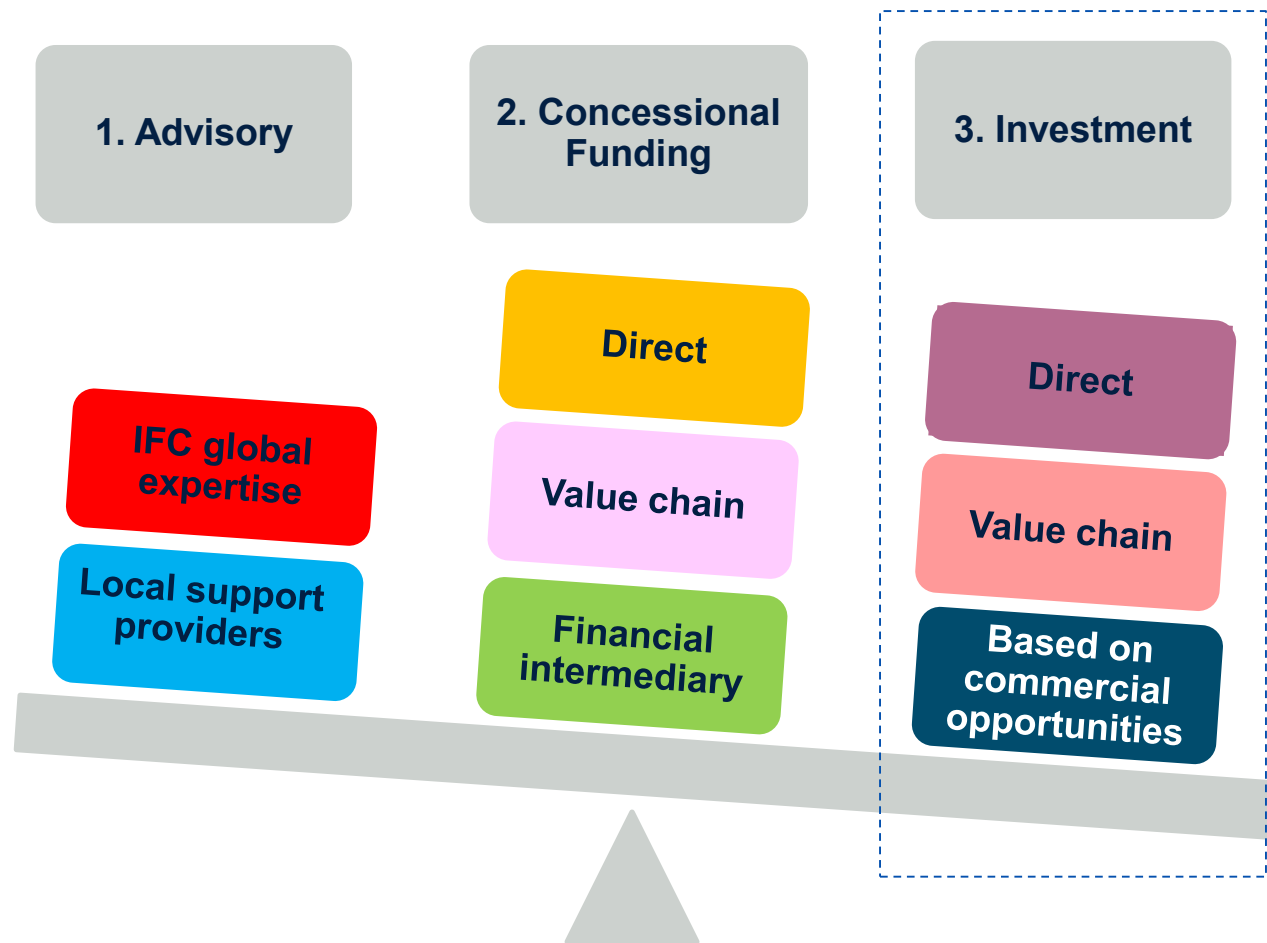 1. Advisory
2. Concessional
Funding
3. Investment
IFC global
expertise
Local support
providers
Direct
Value chain
Financial
intermediary
Direct
Value chain
Based on
commercial
opportunities